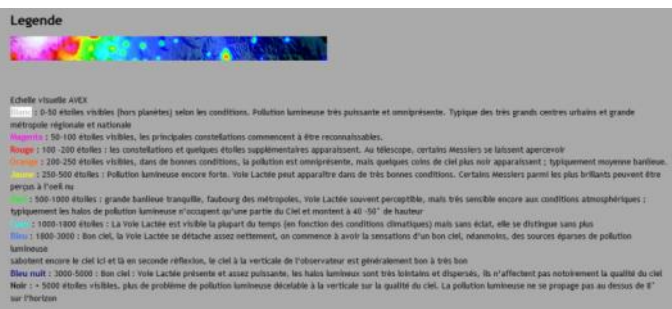 Legende
Echelle visuelle AVEX
Blanc : 0-50 étoiles visibles (hors planètes) selon les conditions. Pollution lumineuse très puissante et omniprésente. Typique des très grands centres urbains et grande
métropole régionale et nationale
Magenta : 50-100 étoiles visibles, les principales constellations commencent à être reconnaissables.
Rouge : 100 -200 étoiles : les constellations et quelques étoiles supplémentaires apparaissent. Au télescope, certains Messiers se laissent apercevoir
Orange : 200-250 étoiles visibles, dans de bonnes conditions, la pollution est omniprésente, mais quelques coins de ciel plus noir apparaissent ; typiquement moyenne banlieue.
Jaune : 250-500 étoiles : Pollution lumineuse encore forte. Voie Lactée peut apparaître dans de très bonnes conditions. Certains Messiers parmi les plus brillants peuvent être
perçus à l'oeil nu
: 500-1000 étoiles : grande banlieue tranquille, faubourg des métropoles, Voie Lactée souvent perceptible, mais très sensible encore aux conditions atmosphériques ;
typiquement les halos de pollution lumineuse n'occupent qu'une partie du Ciel et montent à 40 -50° de hauteur
: 1000-1800 étoiles : La Voie Lactée est visible la plupart du temps (en fonction des conditions climatiques) mais sans éclat, elle se distingue sans plus
Bleu : 1800-3000 : Bon ciel, la Voie Lactée se détache assez nettement, on commence à avoir la sensations d'un bon ciel, néanmoins, des sources éparses de pollution
lumineuse
sabotent encore le ciel ici et là en seconde réflexion, le ciel à la verticale de l'observateur est généralement bon à très bon
Bleu nuit : 3000-5000 : Bon ciel : Voie Lactée présente et assez puissante, les halos lumineux sont très lointains et dispersés, ils n'affectent pas notoirement la qualité du ciel
Noir : + 5000 étoiles visibles, plus de problème de pollution lumineuse décelable à la verticale sur la qualité du ciel. La pollution lumineuse ne se propage pas au dessus de 8°
sur l'horizon